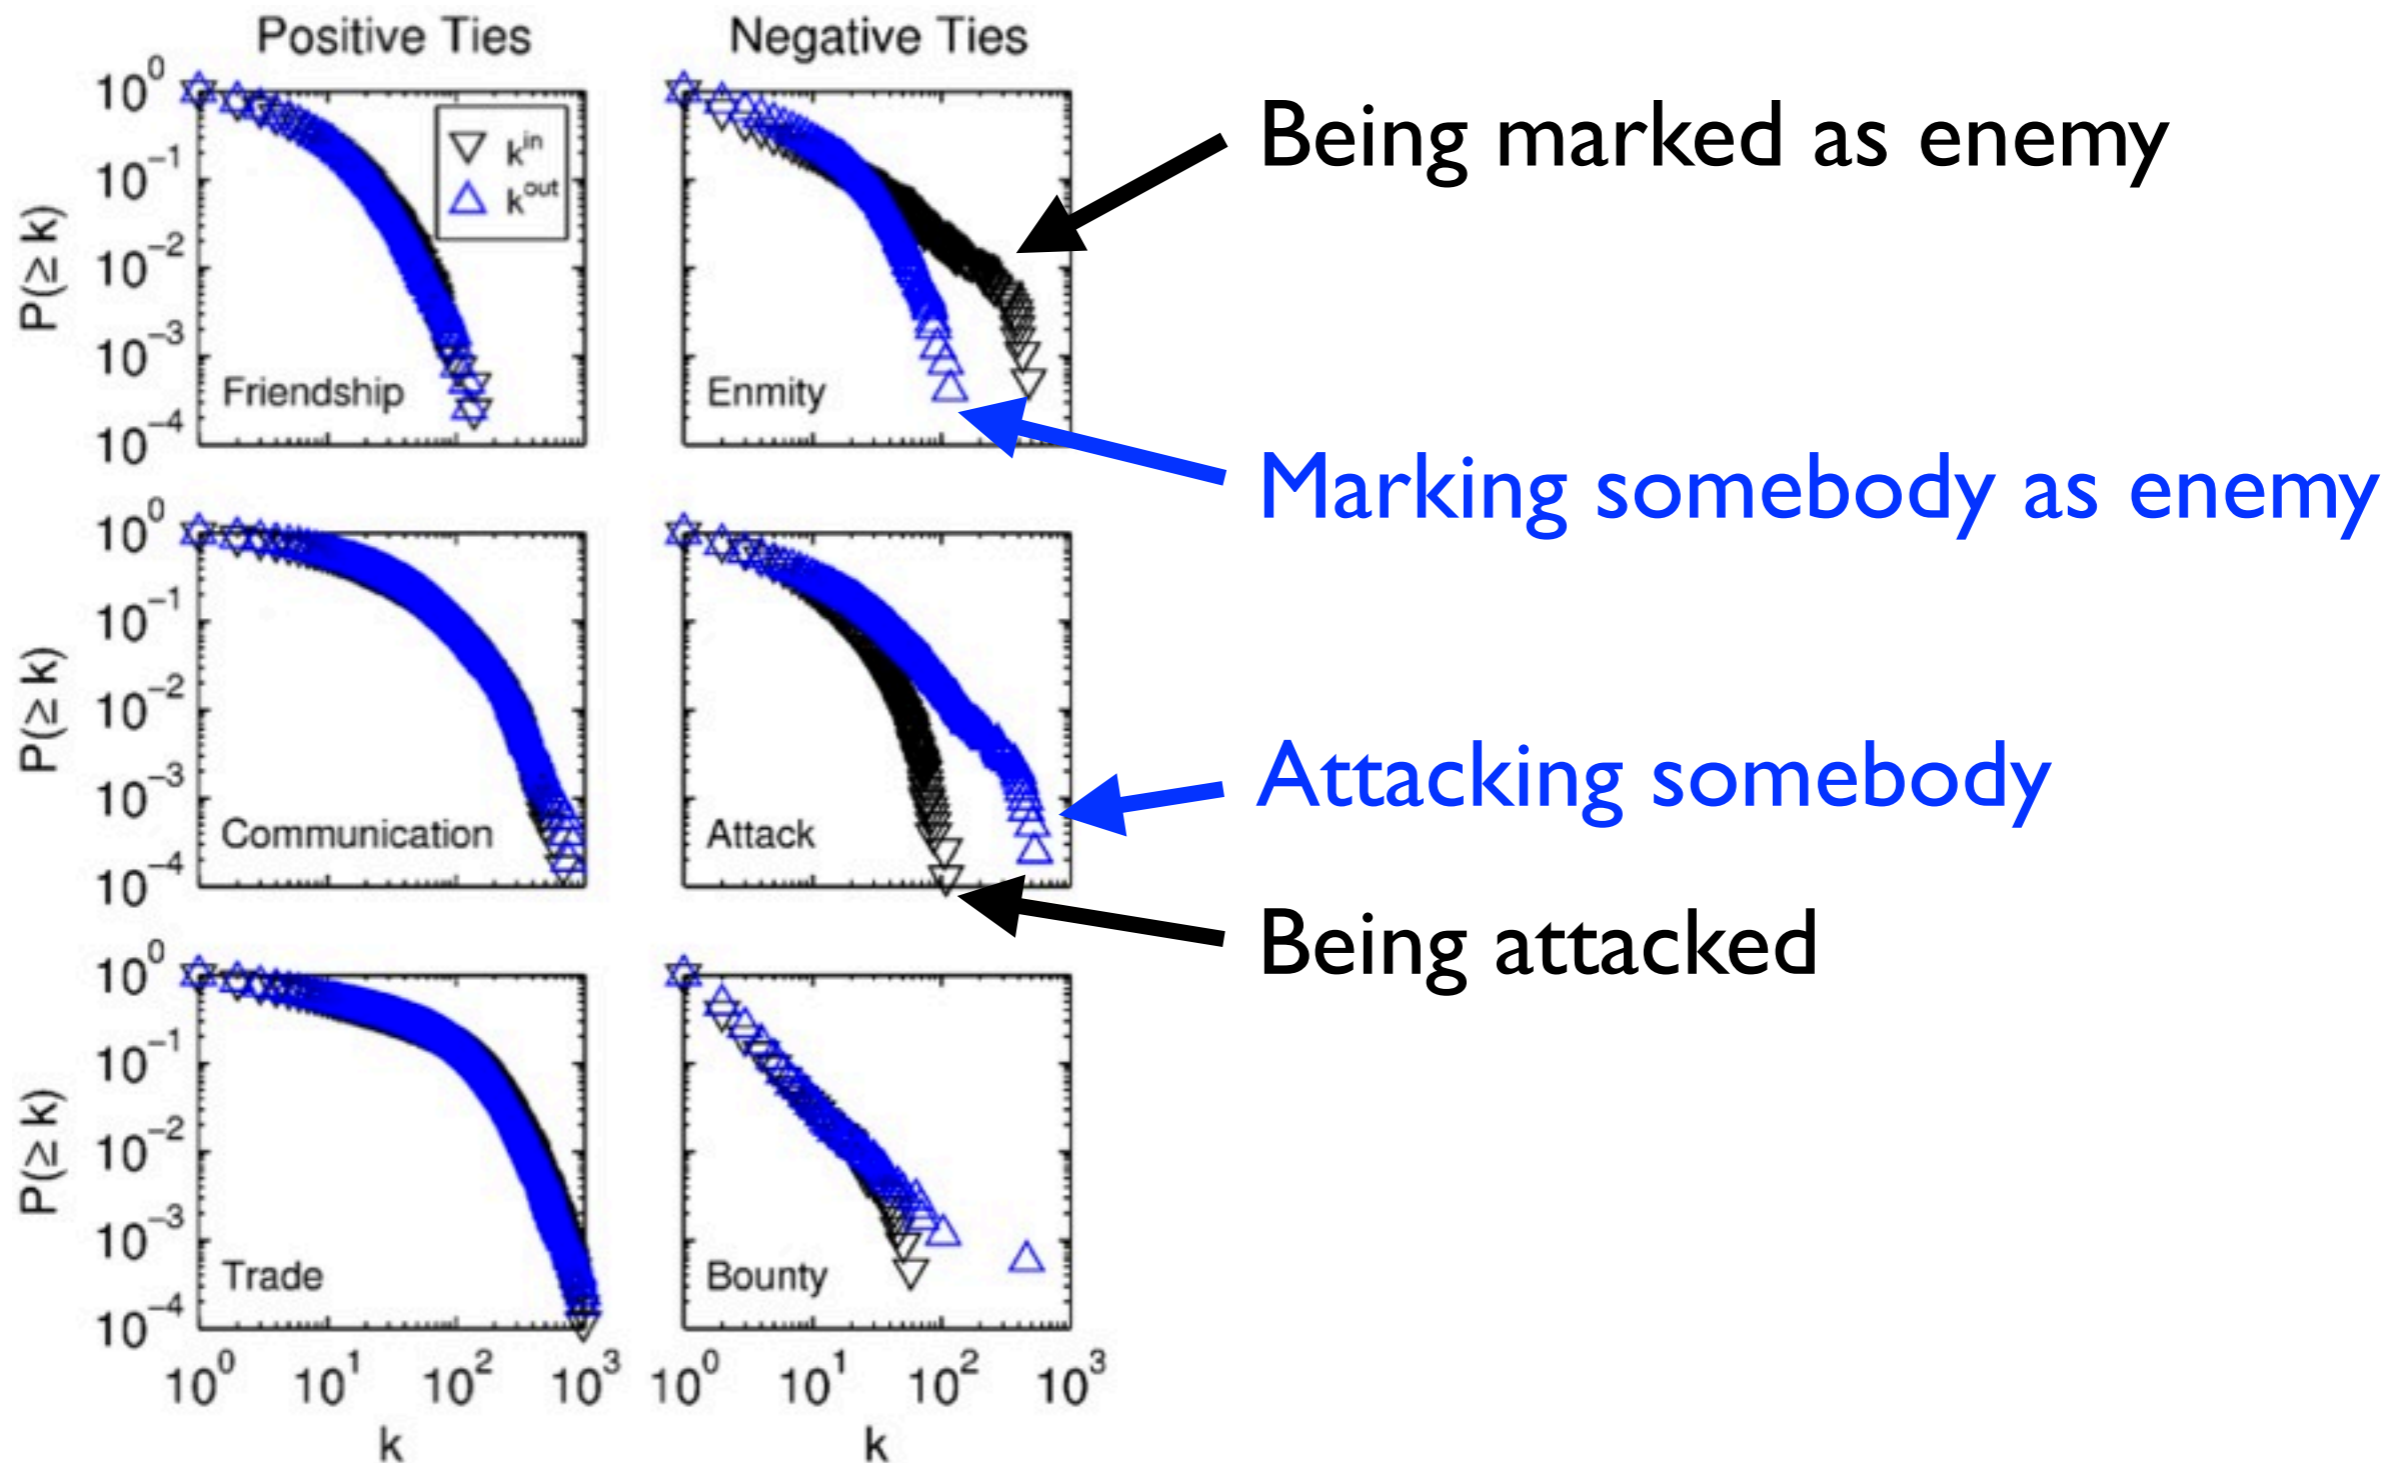 Positive Ties
Negative Ties
10^0
10^−1
10^−2
10^−3
10^−4
P(≥ k)
k^in
k^out
Friendship
Enmity
Being marked as enemy
Marking somebody as enemy
10^0
10^−1
10^−2
10^−3
10^−4
P(≥ k)
Communication
Attack
Attacking somebody
Being attacked
10^0
10^−1
10^−2
10^−3
10^−4
P(≥ k)
Trade
Bounty
10^0 10^1 10^2 10^3
10^0 10^1 10^2 10^3
k
k